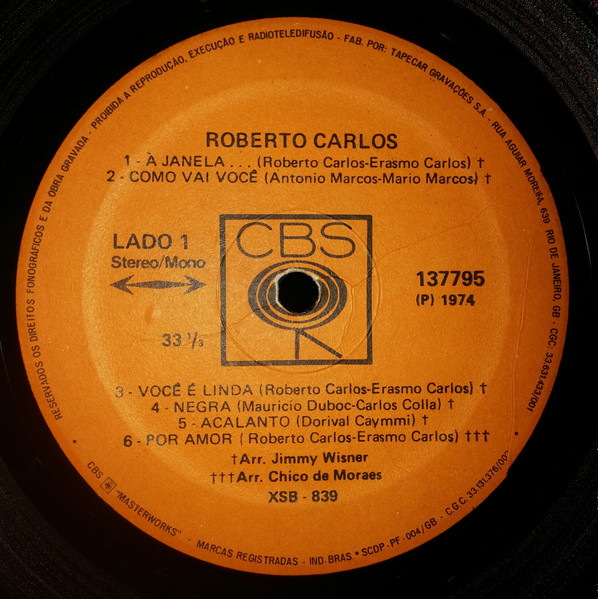 RESERVADOS OS DIREITOS FONOGRÁFICOS E DA OBRA GRAVADA - PROIBIDA A REPRODUÇÃO, EXECUÇÃO E RADIOTELEDIFUSÃO - FAB. POR: TAPECAR GRAVAÇÕES S.A. - RUA AGUIAR MOREIRA, 639 RIO DE JANEIRO, GB - CGC: 33.631.433/001
ROBERTO CARLOS
1 - À JANELA... (Roberto Carlos-Erasmo Carlos) †
2 - COMO VAI VOCÊ (Antonio Marcos-Mario Marcos) †
LADO 1
Stereo/Mono
33 1/3
CBS
137795
(P) 1974
3 - VOCÊ É LINDA (Roberto Carlos-Erasmo Carlos) †
4 - NEGRA (Mauricio Duboc-Carlos Colla) †
5 - ACALANTO (Dorival Caymmi) †
6 - POR AMOR ( Roberto Carlos-Erasmo Carlos) †††
†Arr. Jimmy Wisner
†††Arr. Chico de Moraes
XSB - 839
CBS "MASTERWORKS" - MARCAS REGISTRADAS - IND. BRAS. • SCDP-PF-004/GB - C.G.C. 33.131.376/00